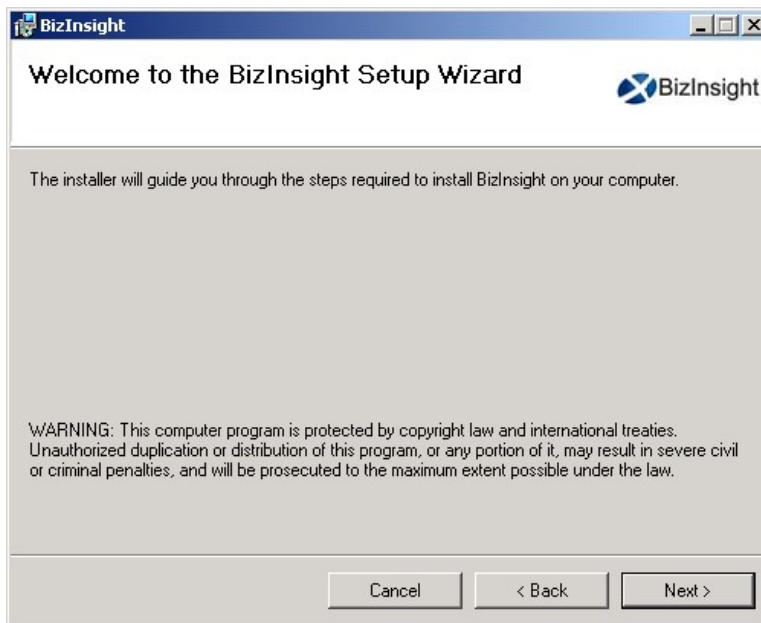 BizInsight
Welcome to the BizInsight Setup Wizard
BizInsight
The installer will guide you through the steps required to install BizInsight on your computer.
WARNING: This computer program is protected by copyright law and international treaties.
Unauthorized duplication or distribution of this program, or any portion of it, may result in severe civil
or criminal penalties, and will be prosecuted to the maximum extent possible under the law.
Cancel
< Back
Next >